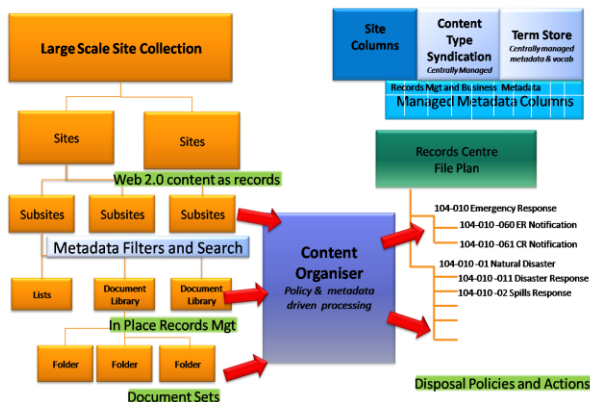 Large Scale Site Collection
Sites
Sites
Web 2.0 content as records
Subsites
Subsites
Subsites
Metadata Filters and Search
Lists
Document
Library
Document
Library
In Place Records Mgt
Folder
Folder
Folder
Document Sets
Content
Organiser
Policy & metadata
driven processing
Site
Columns
Content
Type
Syndication
Centrally Managed
Term Store
Centrally managed
metadata & vocab
Records Mgt and Business Metadata
Managed Metadata Columns
Records Centre
File Plan
104-010 Emergency Response
104-010 -060 ER Notification
104-010 -061 CR Notification
104-010 -01 Natural Disaster
104-010 -011 Disaster Response
104-010 -02 Spills Response
Disposal Policies and Actions